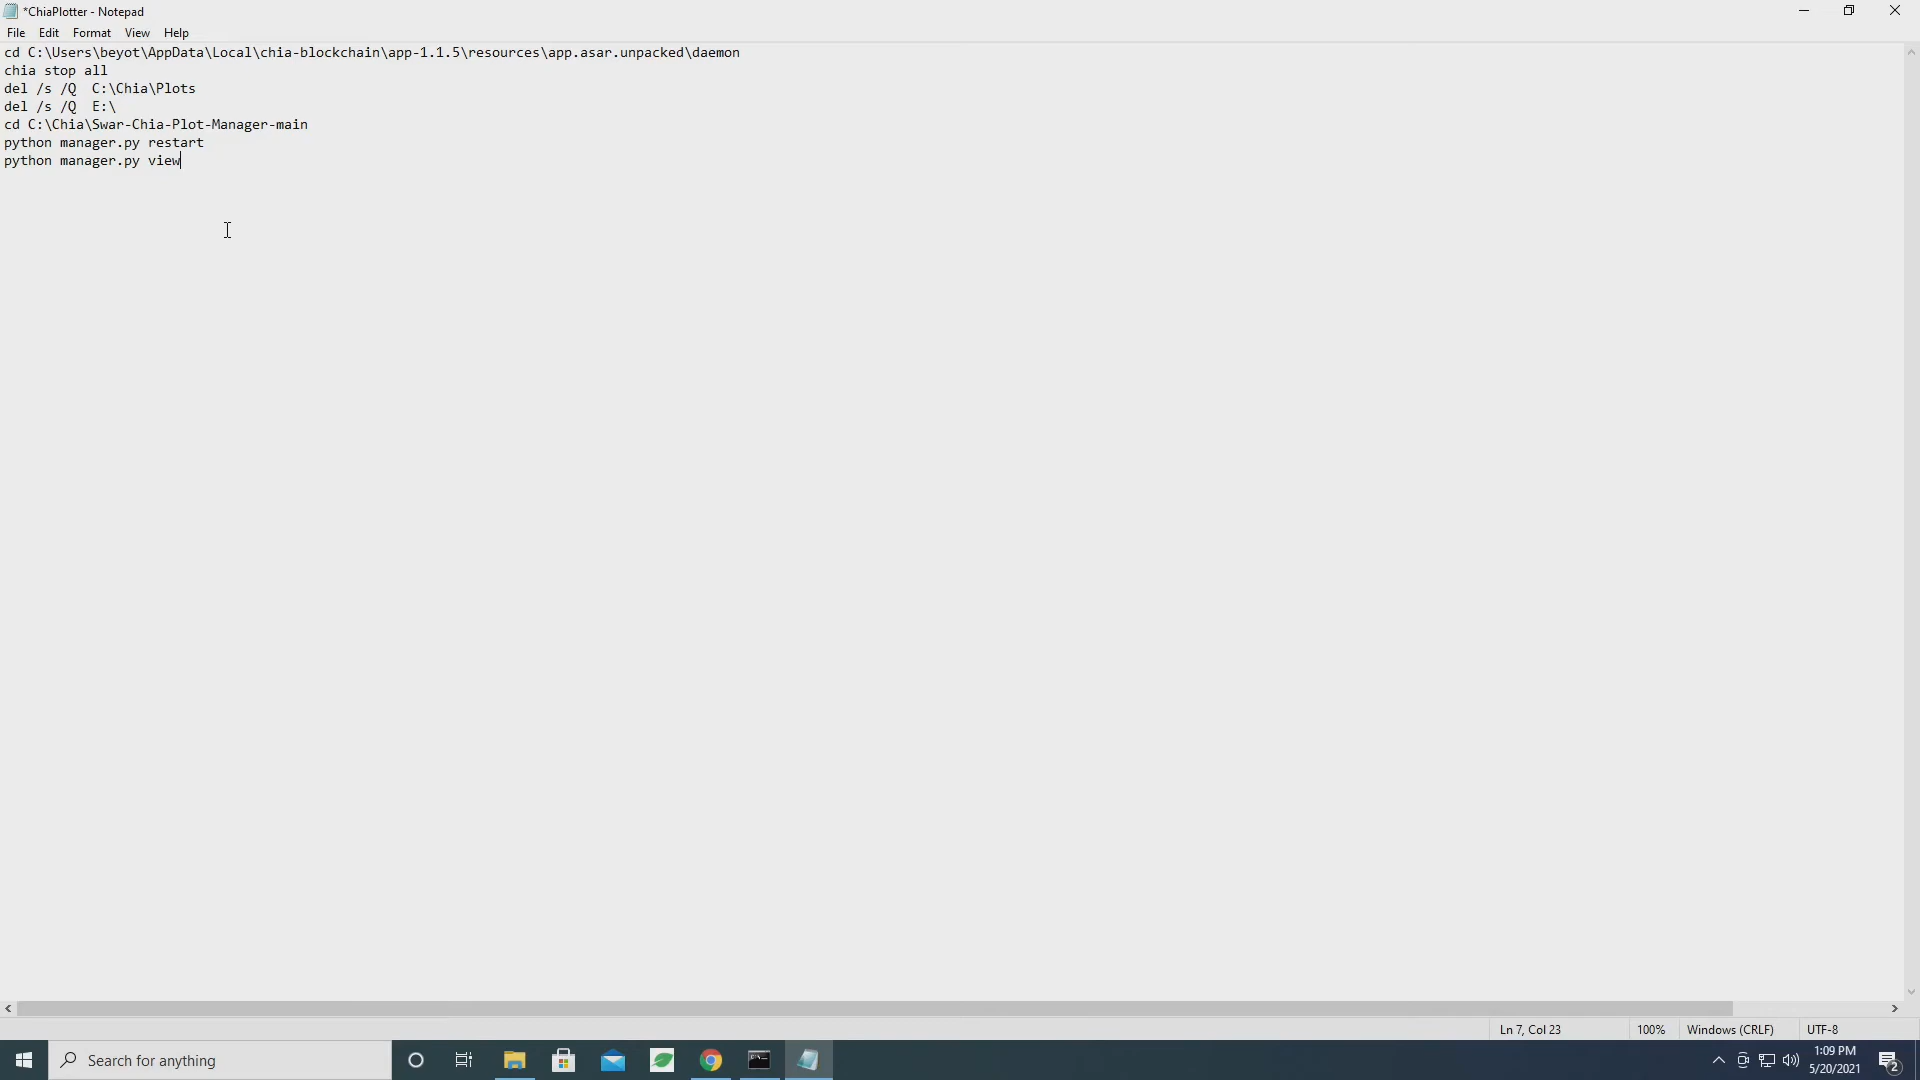 *ChiaPlotter - Notepad
File Edit Format View Help
cd C:\Users\beyot\AppData\Local\chia-blockchain\app-1.1.5\resources\app.asar.unpacked\daemon
chia stop all
del /s /Q  C:\Chia\Plots
del /s /Q  E:\
cd C:\Chia\Swar-Chia-Plot-Manager-main
python manager.py restart
python manager.py view
Ln 7, Col 23 100% Windows (CRLF) UTF-8
Search for anything
1:09 PM
5/20/2021
2